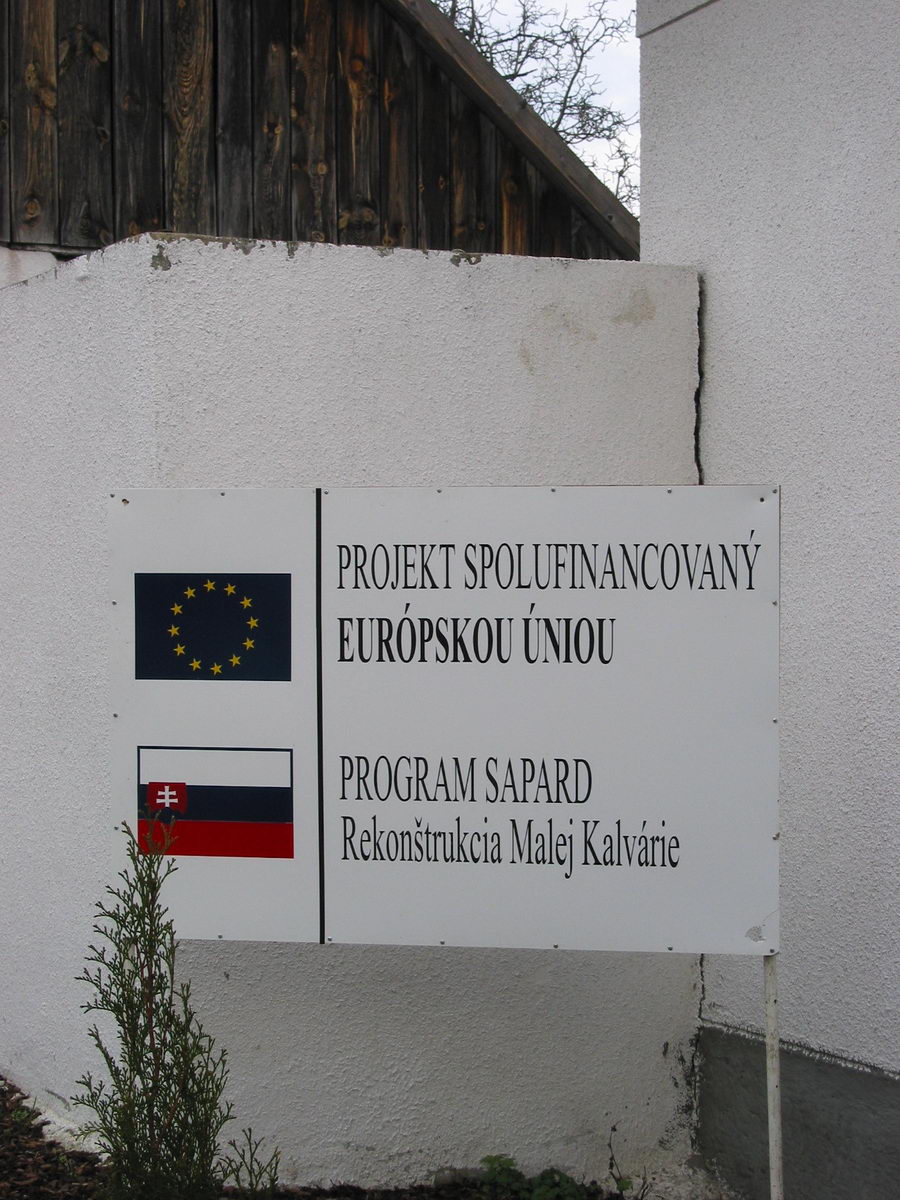 PROJEKT SPOLUFINANCOVANÝ
EURÓPSKOU ÚNIOU
PROGRAM SAPARD
Rekonštrukcia Malej Kalvárie